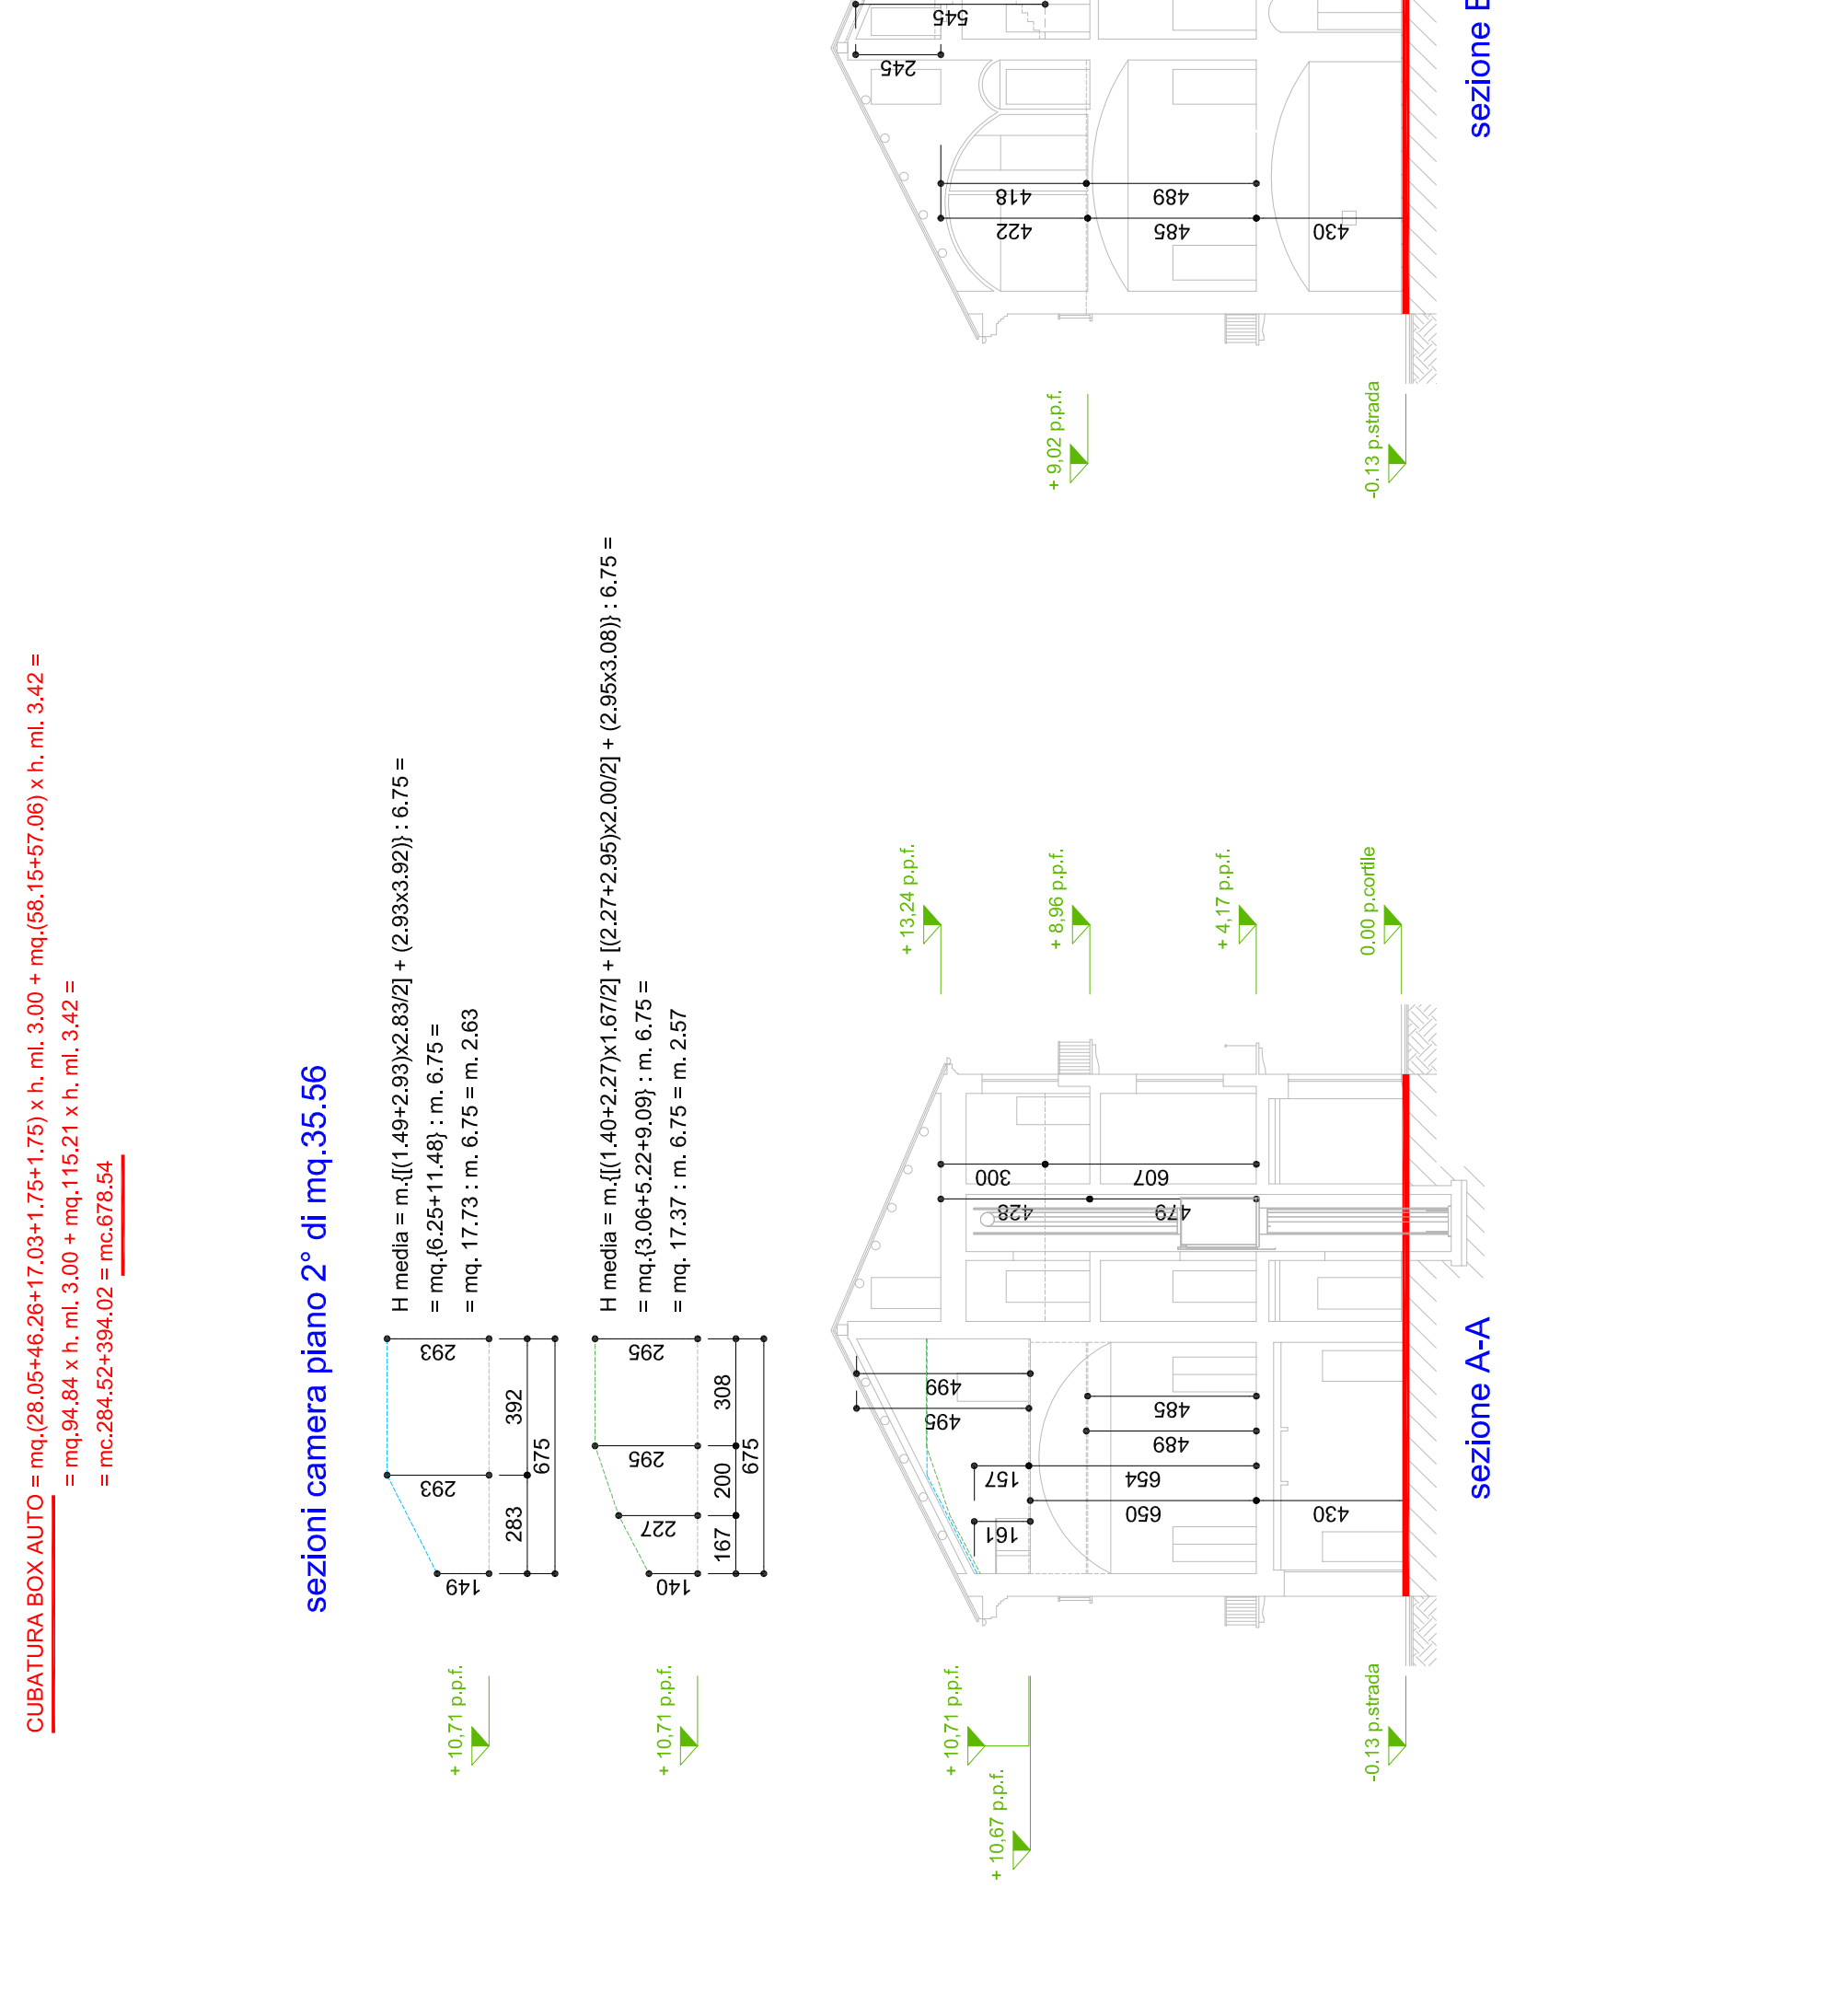 CUBATURA BOX AUTO = mq.(28.05+46.26+17.03+1.75+1.75) x h. ml. 3.00 + mq.(58.15+57.06) x h. ml. 3.42 =
= mq.94.84 x h. ml. 3.00 + mq.115.21 x h. ml. 3.42 =
= mc.284.52+394.02 = mc.678.54
sezioni camera piano 2° di mq.35.56
+ 10,71 p.p.f.
149
293
293
283
392
675
H media = m.{[(1.49+2.93)x2.83/2] + (2.93x3.92)} : 6.75 =
= mq.{6.25+11.48} : m. 6.75 =
= mq. 17.73 : m. 6.75 = m. 2.63
+ 10,71 p.p.f.
140
227
295
295
167
200
308
675
H media = m.{[(1.40+2.27)x1.67/2] + [(2.27+2.95)x2.00/2] + (2.95x3.08)} : 6.75 =
= mq.{3.06+5.22+9.09} : m. 6.75 =
= mq. 17.37 : m. 6.75 = m. 2.57
+ 10,71 p.p.f.
+ 10,67 p.p.f.
-0.13 p.strada
499
495
157
161
654
650
485
489
430
300
607
428
479
+ 13,24 p.p.f.
+ 8,96 p.p.f.
+ 4,17 p.p.f.
0.00 p.cortile
sezione A-A
+ 9,02 p.p.f.
-0.13 p.strada
545
245
418
489
422
485
430
sezione